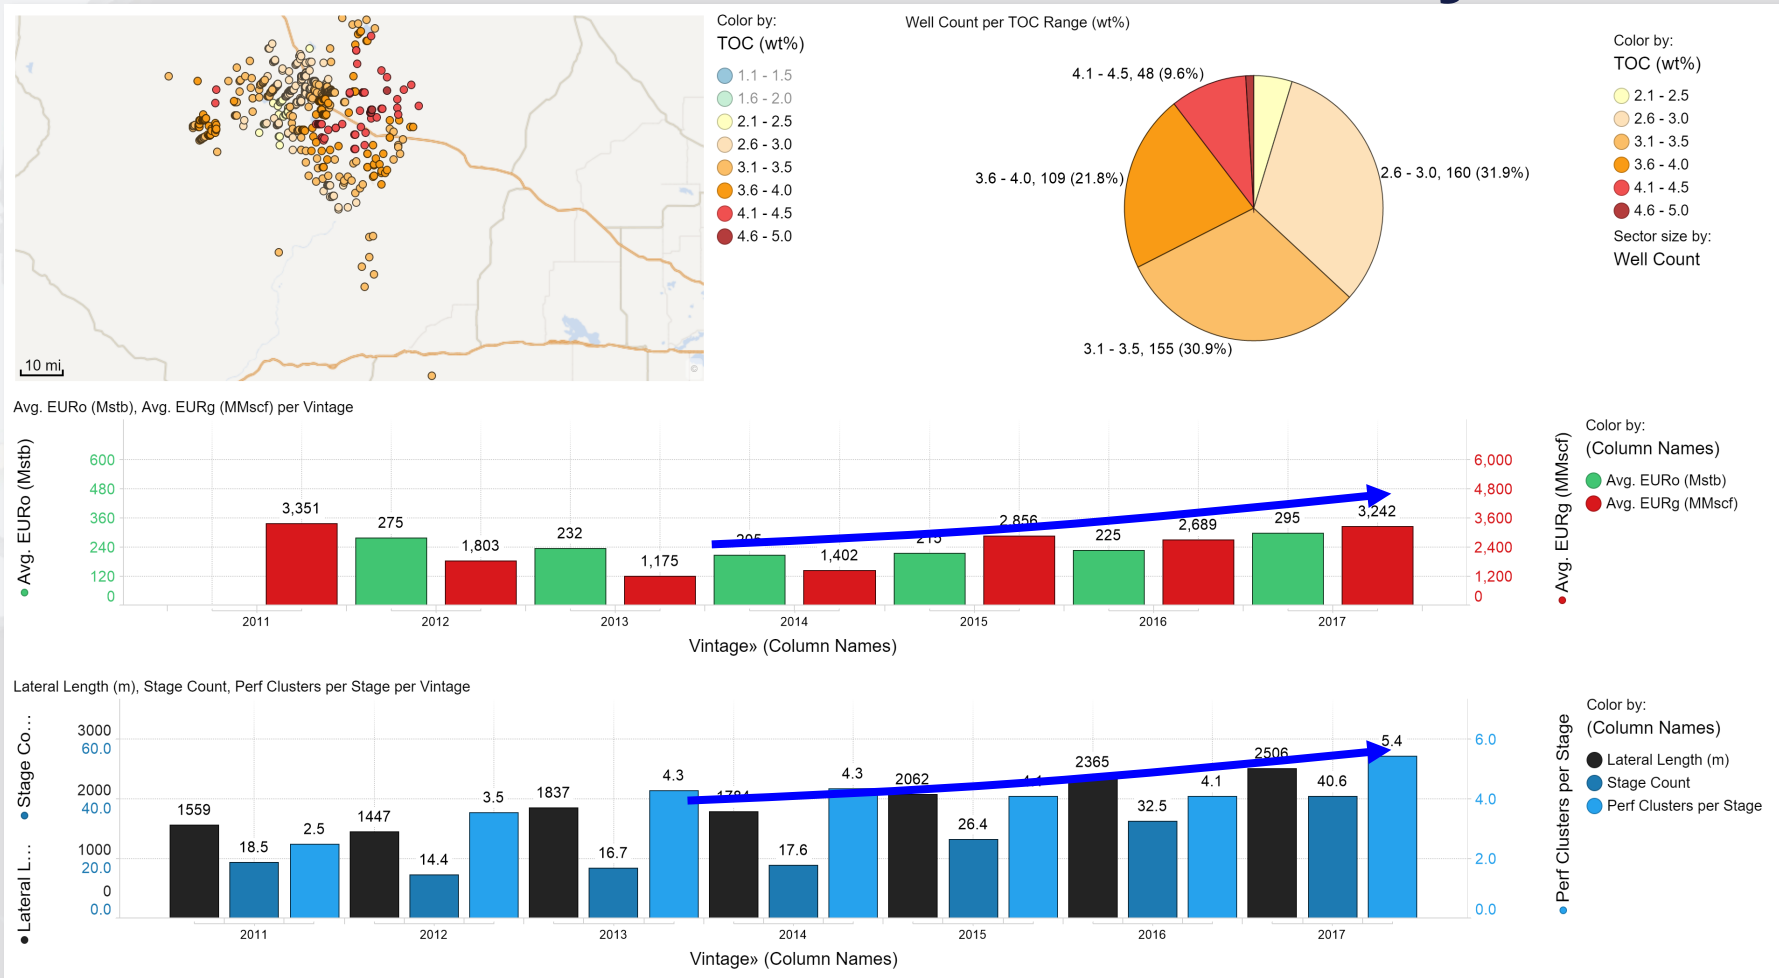 Color by:
TOC (wt%)
1.1 - 1.5
1.6 - 2.0
2.1 - 2.5
2.6 - 3.0
3.1 - 3.5
3.6 - 4.0
4.1 - 4.5
4.6 - 5.0
10 mi
©
Well Count per TOC Range (wt%)
4.1 - 4.5, 48 (9.6%)
3.6 - 4.0, 109 (21.8%)
2.6 - 3.0, 160 (31.9%)
3.1 - 3.5, 155 (30.9%)
Color by:
TOC (wt%)
2.1 - 2.5
2.6 - 3.0
3.1 - 3.5
3.6 - 4.0
4.1 - 4.5
4.6 - 5.0
Sector size by:
Well Count
Avg. EURo (Mstb), Avg. EURg (MMscf) per Vintage
Avg. EURo (Mstb)
600
480
360
240
120
0
3,351
275
1,803
232
1,175
205
1,402
215
2,856
225
2,689
295
3,242
6,000
4,800
3,600
2,400
1,200
0
Avg. EURg (MMscf)
2011 2012 2013 2014 2015 2016 2017
Vintage» (Column Names)
Color by:
(Column Names)
Avg. EURo (Mstb)
Avg. EURg (MMscf)
Lateral Length (m), Stage Count, Perf Clusters per Stage per Vintage
Stage Co...
Lateral L...
3000
60.0
2000
40.0
1000
20.0
0
0.0
1559
18.5
2.5
1447
14.4
3.5
1837
16.7
4.3
1784
17.6
4.3
2062
26.4
4.1
2365
32.5
4.1
2506
40.6
5.4
6.0
4.0
2.0
0.0
Perf Clusters per Stage
2011 2012 2013 2014 2015 2016 2017
Vintage» (Column Names)
Color by:
(Column Names)
Lateral Length (m)
Stage Count
Perf Clusters per Stage